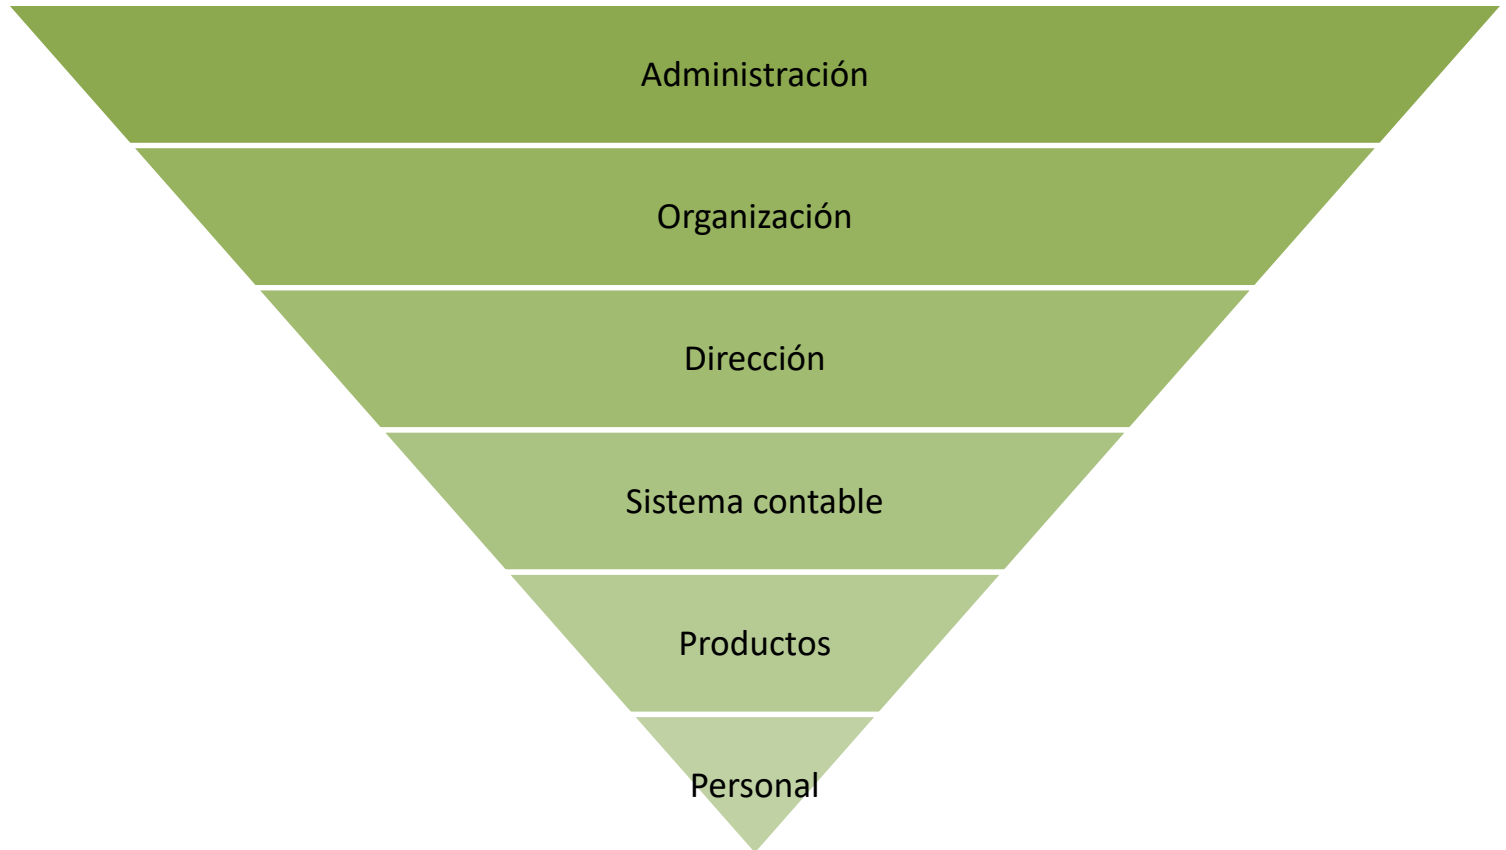 Administración
Organización
Dirección
Sistema contable
Productos
Personal